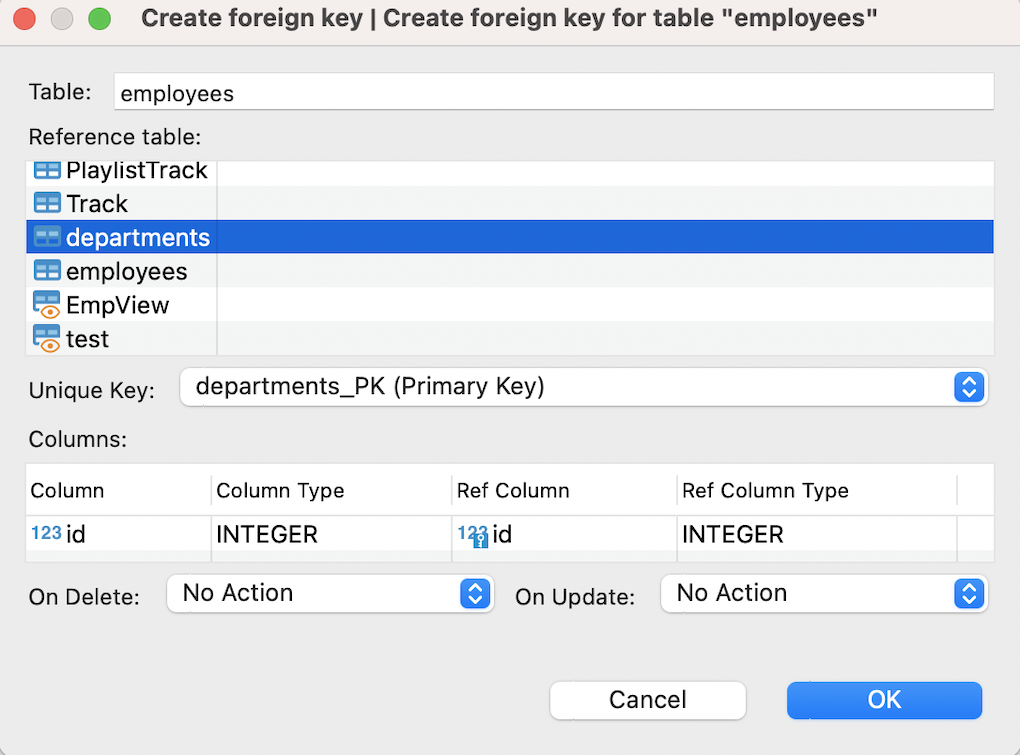 Create foreign key | Create foreign key for table "employees"
Table: employees
Reference table:
PlaylistTrack
Track
departments
employees
EmpView
test
Unique Key: departments_PK (Primary Key)
Columns:
Column Column Type Ref Column Ref Column Type
123 id INTEGER 123 id INTEGER
On Delete: No Action On Update: No Action
Cancel OK